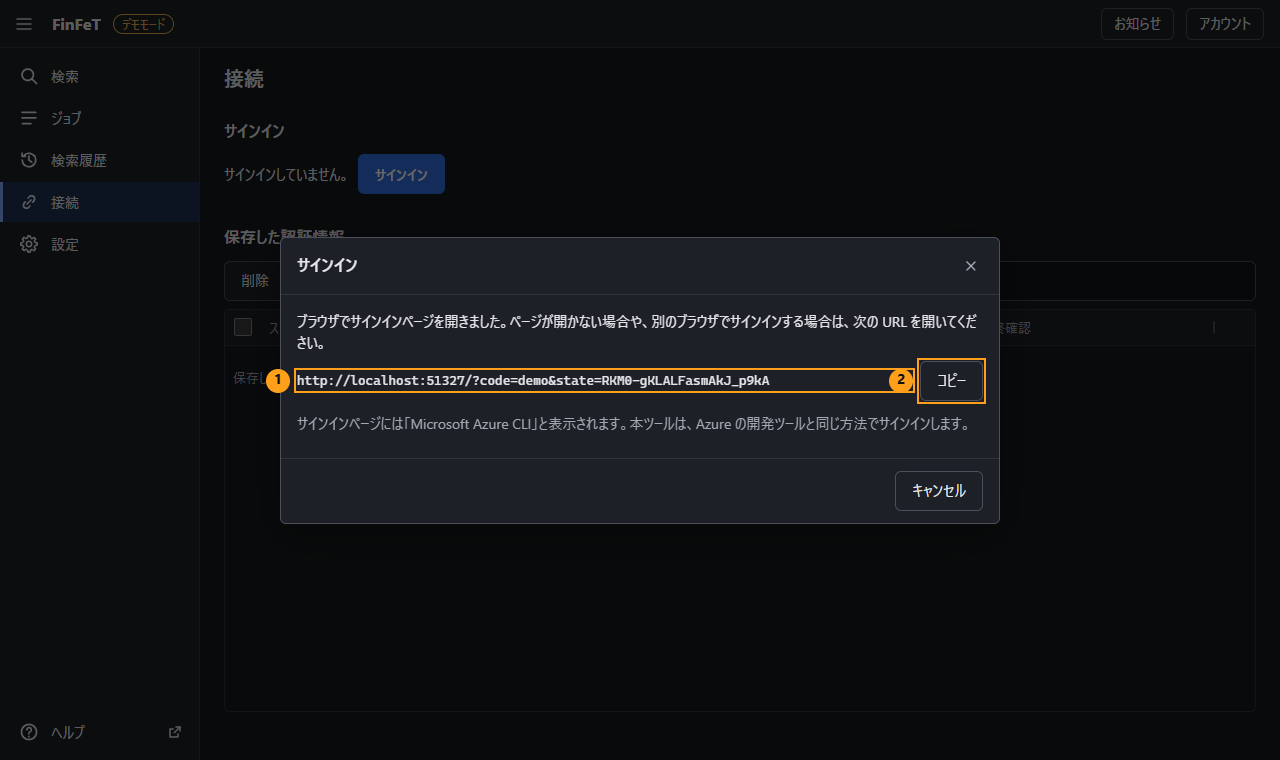 FinFeT デモモード お知らせ アカウント
検索
ジョブ
検索履歴
接続
設定
ヘルプ
接続
サインイン
サインインしていません。 サインイン
保存した認証情報
削除
サインイン
ブラウザでサインインページを開きました。ページが開かない場合や、別のブラウザでサインインする場合は、次の URL を開いてくだ
さい。
1 http://localhost:51327/?code=demo&state=RKM0-gKLALFasmAkJ_p9kA 2 コピー
サインインページには「Microsoft Azure CLI」と表示されます。本ツールは、Azure の開発ツールと同じ方法でサインインします。
キャンセル